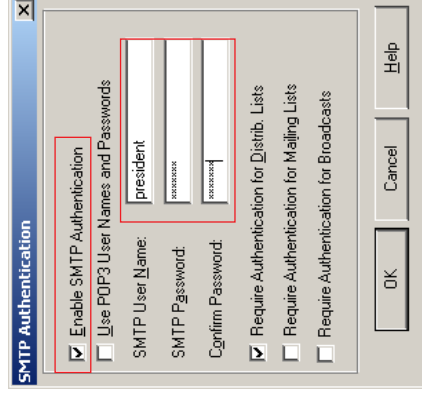 SMTP Authentication
Enable SMTP Authentication
Use POP3 User Names and Passwords
SMTP User Name: president
SMTP Password: xxxxxxx
Confirm Password: xxxxxxx
Require Authentication for Distrib. Lists
Require Authentication for Mailing Lists
Require Authentication for Broadcasts
OK Cancel Help